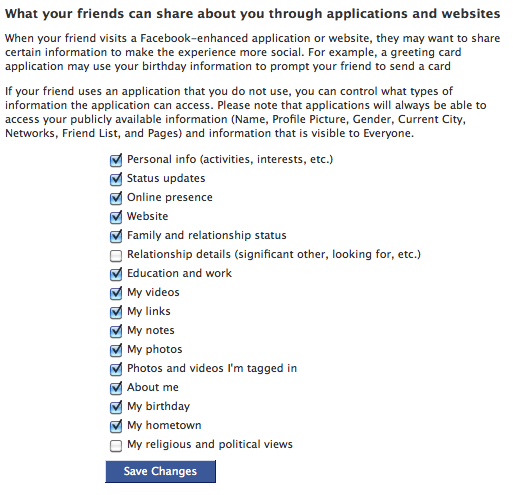 What your friends can share about you through applications and websites
When your friend visits a Facebook-enhanced application or website, they may want to share
certain information to make the experience more social. For example, a greeting card
application may use your birthday information to prompt your friend to send a card
If your friend uses an application that you do not use, you can control what types of
information the application can access. Please note that applications will always be able to
access your publicly available information (Name, Profile Picture, Gender, Current City,
Networks, Friend List, and Pages) and information that is visible to Everyone.
Personal info (activities, interests, etc.)
Status updates
Online presence
Website
Family and relationship status
Relationship details (significant other, looking for, etc.)
Education and work
My videos
My links
My notes
My photos
Photos and videos I'm tagged in
About me
My birthday
My hometown
My religious and political views
Save Changes